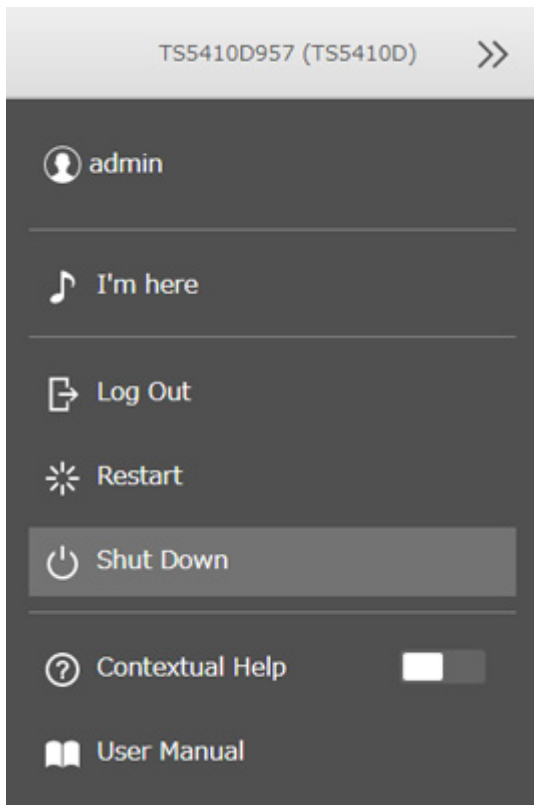 TS5410D957 (TS5410D)
admin
I'm here
Log Out
Restart
Shut Down
Contextual Help
User Manual